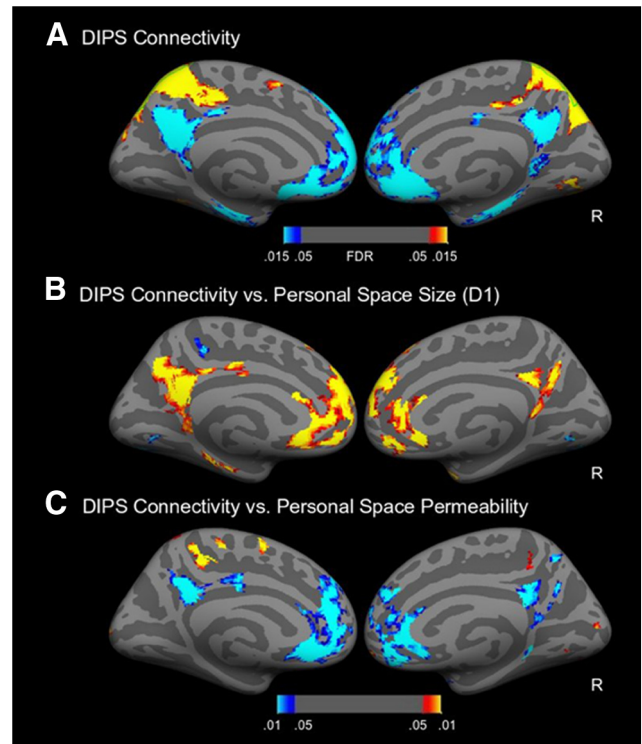 A DIPS Connectivity
R
.015 .05 FDR .05 .015
B DIPS Connectivity vs. Personal Space Size (D1)
R
C DIPS Connectivity vs. Personal Space Permeability
R
.01 .05 .05 .01